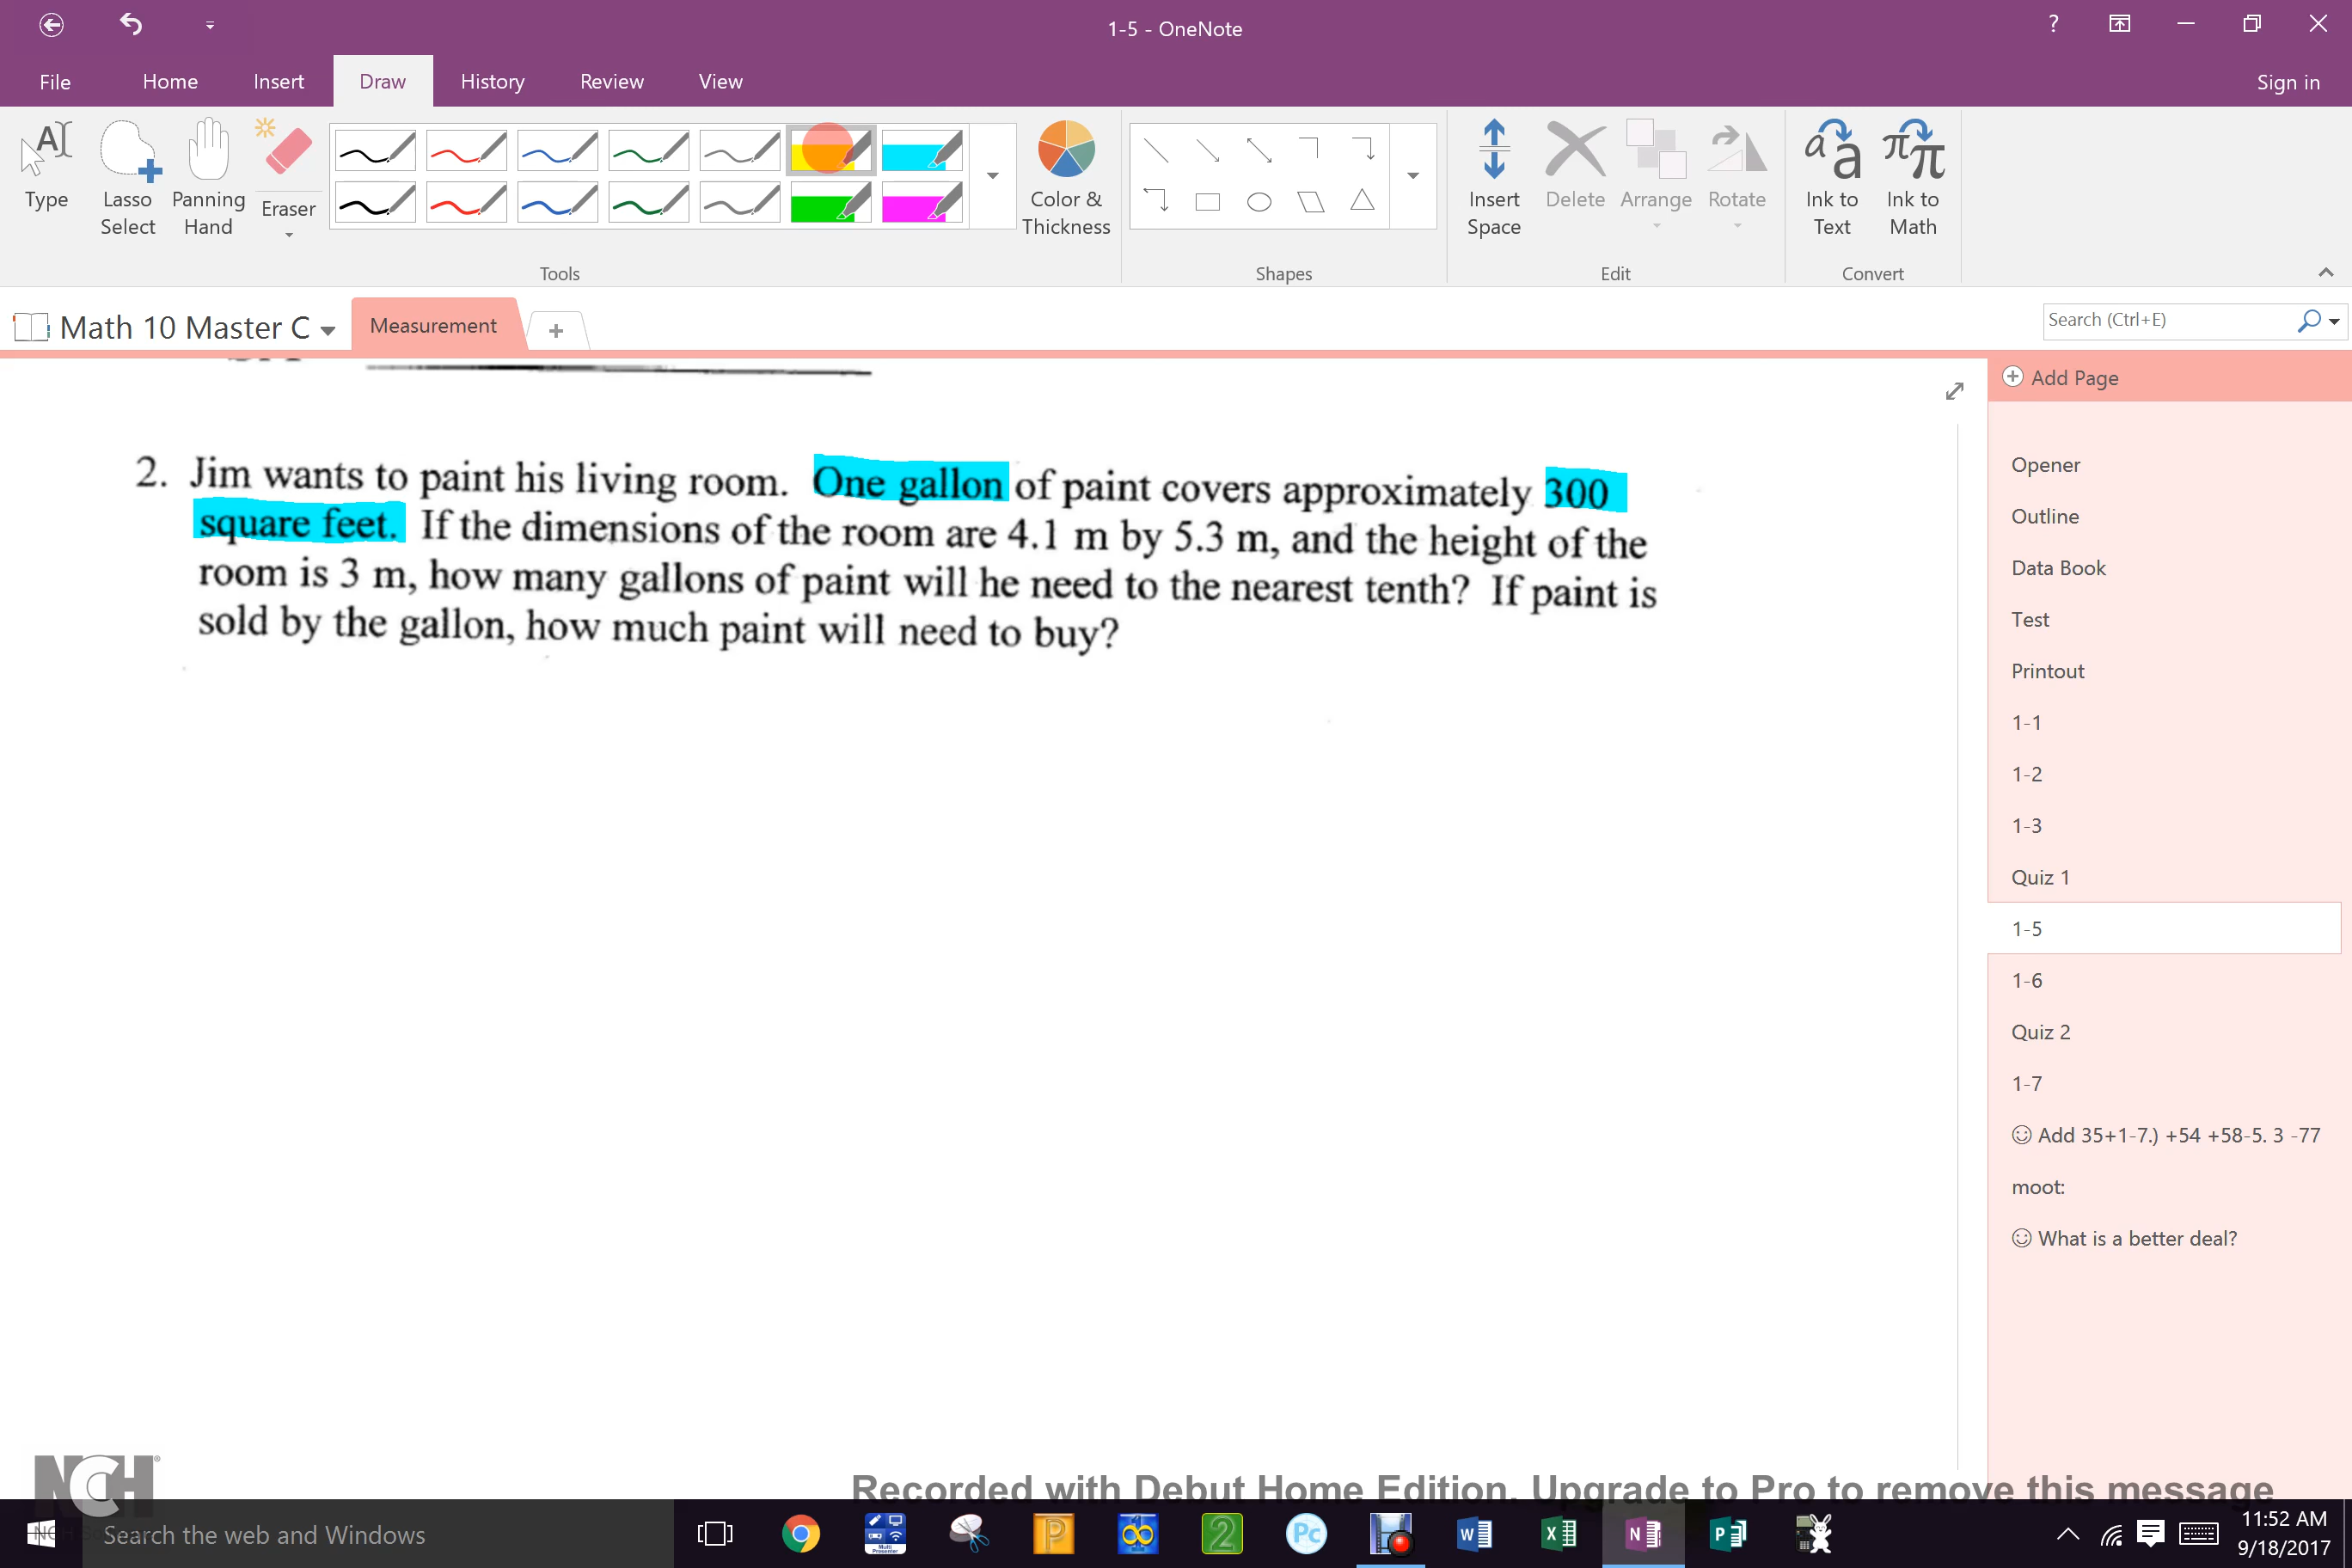 1-5 - OneNote
?
File Home Insert Draw History Review View Sign in
Type
Lasso Select
Panning Hand
Eraser
Color & Thickness
Insert Space
Delete
Arrange
Rotate
Ink to Text
Ink to Math
Tools Shapes Edit Convert
Math 10 Master C
Measurement
Search (Ctrl+E)
Add Page
2. Jim wants to paint his living room. One gallon of paint covers approximately 300
square feet. If the dimensions of the room are 4.1 m by 5.3 m, and the height of the
room is 3 m, how many gallons of paint will he need to the nearest tenth? If paint is
sold by the gallon, how much paint will need to buy?
Opener
Outline
Data Book
Test
Printout
1-1
1-2
1-3
Quiz 1
1-5
1-6
Quiz 2
1-7
Add 35+1-7.) +54 +58-5. 3 -77
moot:
What is a better deal?
NCH
Recorded with Debut Home Edition. Upgrade to Pro to remove this message
Search the web and Windows
11:52 AM
9/18/2017